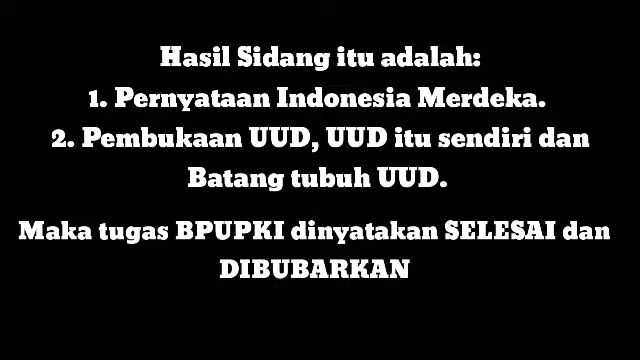 Hasil Sidang itu adalah:
1. Pernyataan Indonesia Merdeka.
2. Pembukaan UUD, UUD itu sendiri dan
Batang tubuh UUD.
Maka tugas BPUPKI dinyatakan SELESAI dan
DIBUBARKAN